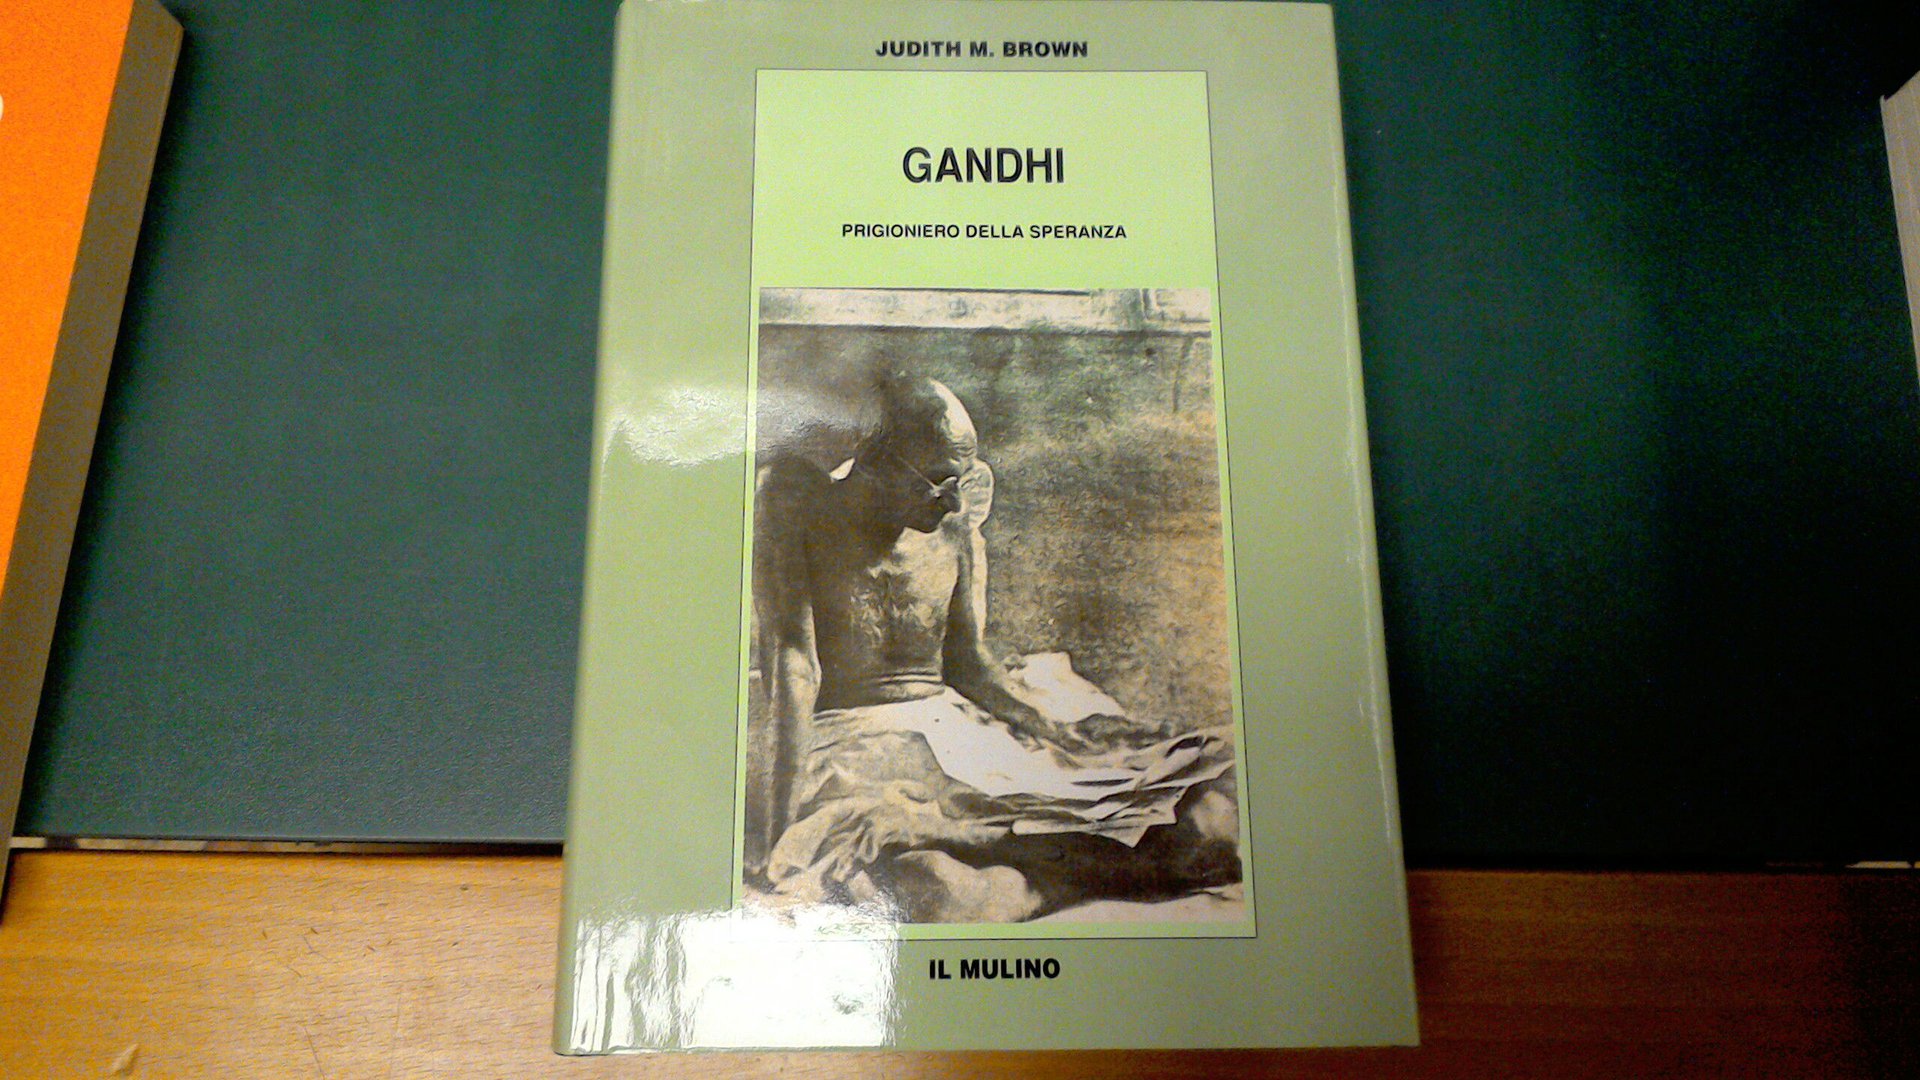 JUDITH M. BROWN
GANDHI
PRIGIONIERO DELLA SPERANZA
IL MULINO